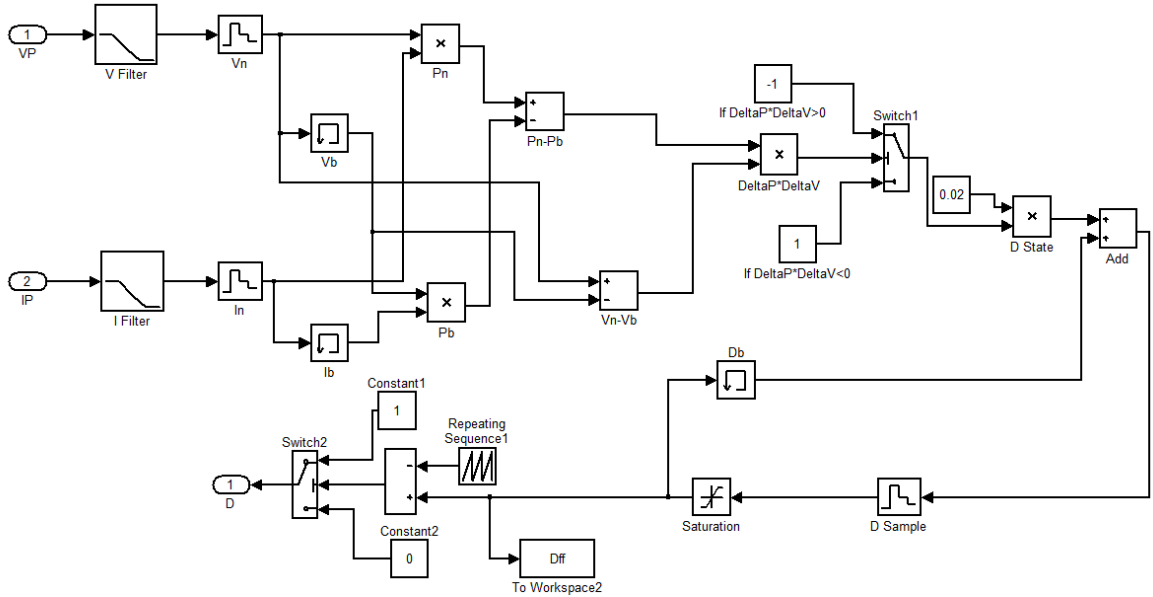 1
VP
V Filter
Vn
×
Pn
+
-
Pn-Pb
-1
If DeltaP*DeltaV>0
Switch1
Vb
×
DeltaP*DeltaV
0.02
×
D State
+
+
Add
1
If DeltaP*DeltaV<0
2
IP
I Filter
In
×
Pb
+
-
Vn-Vb
Ib
Db
Constant1
1
Repeating
Sequence1
Switch2
-
+
1
D
Saturation
D Sample
Constant2
0
Dff
To Workspace2